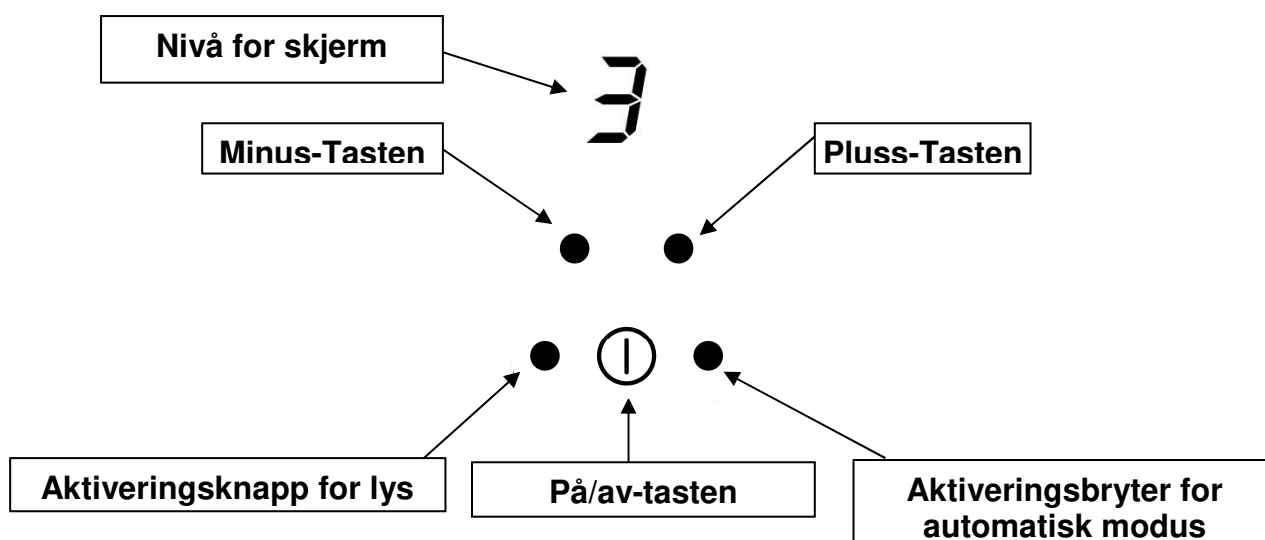 Nivå for skjerm
3
Minus-Tasten
Pluss-Tasten
Aktiveringsknapp for lys
På/av-tasten
Aktiveringsbryter for
automatisk modus